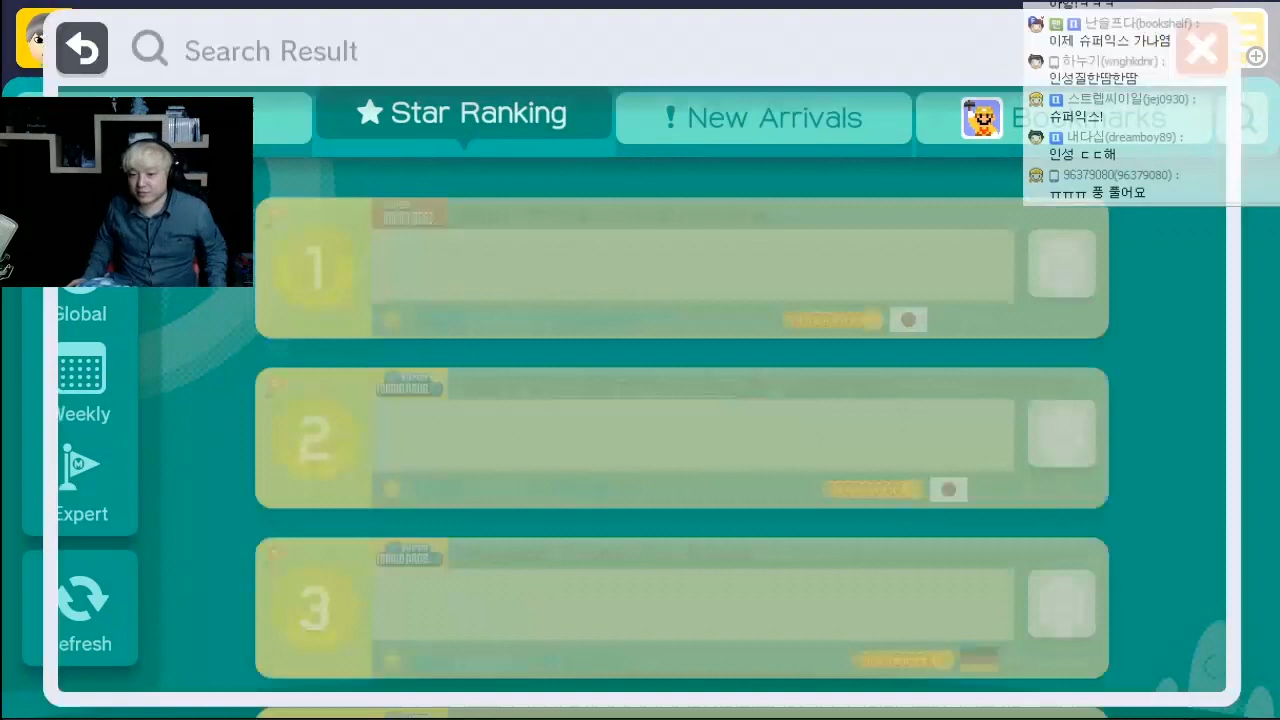 Search Result
Star Ranking
! New Arrivals
Bookmarks
난슬프다(bookshelf) :
이제 슈퍼익스 가나염
하누기(wnghkdnr) :
인성질한땀한땀
스트렙씨이일(jej0930) :
슈퍼익스!
내다십(dreamboy89) :
인성 ㄷㄷ해
96379080(96379080) :
ㅠㅠㅠ 풍 풀어요
Global
Weekly
Expert
Refresh
1
2
3